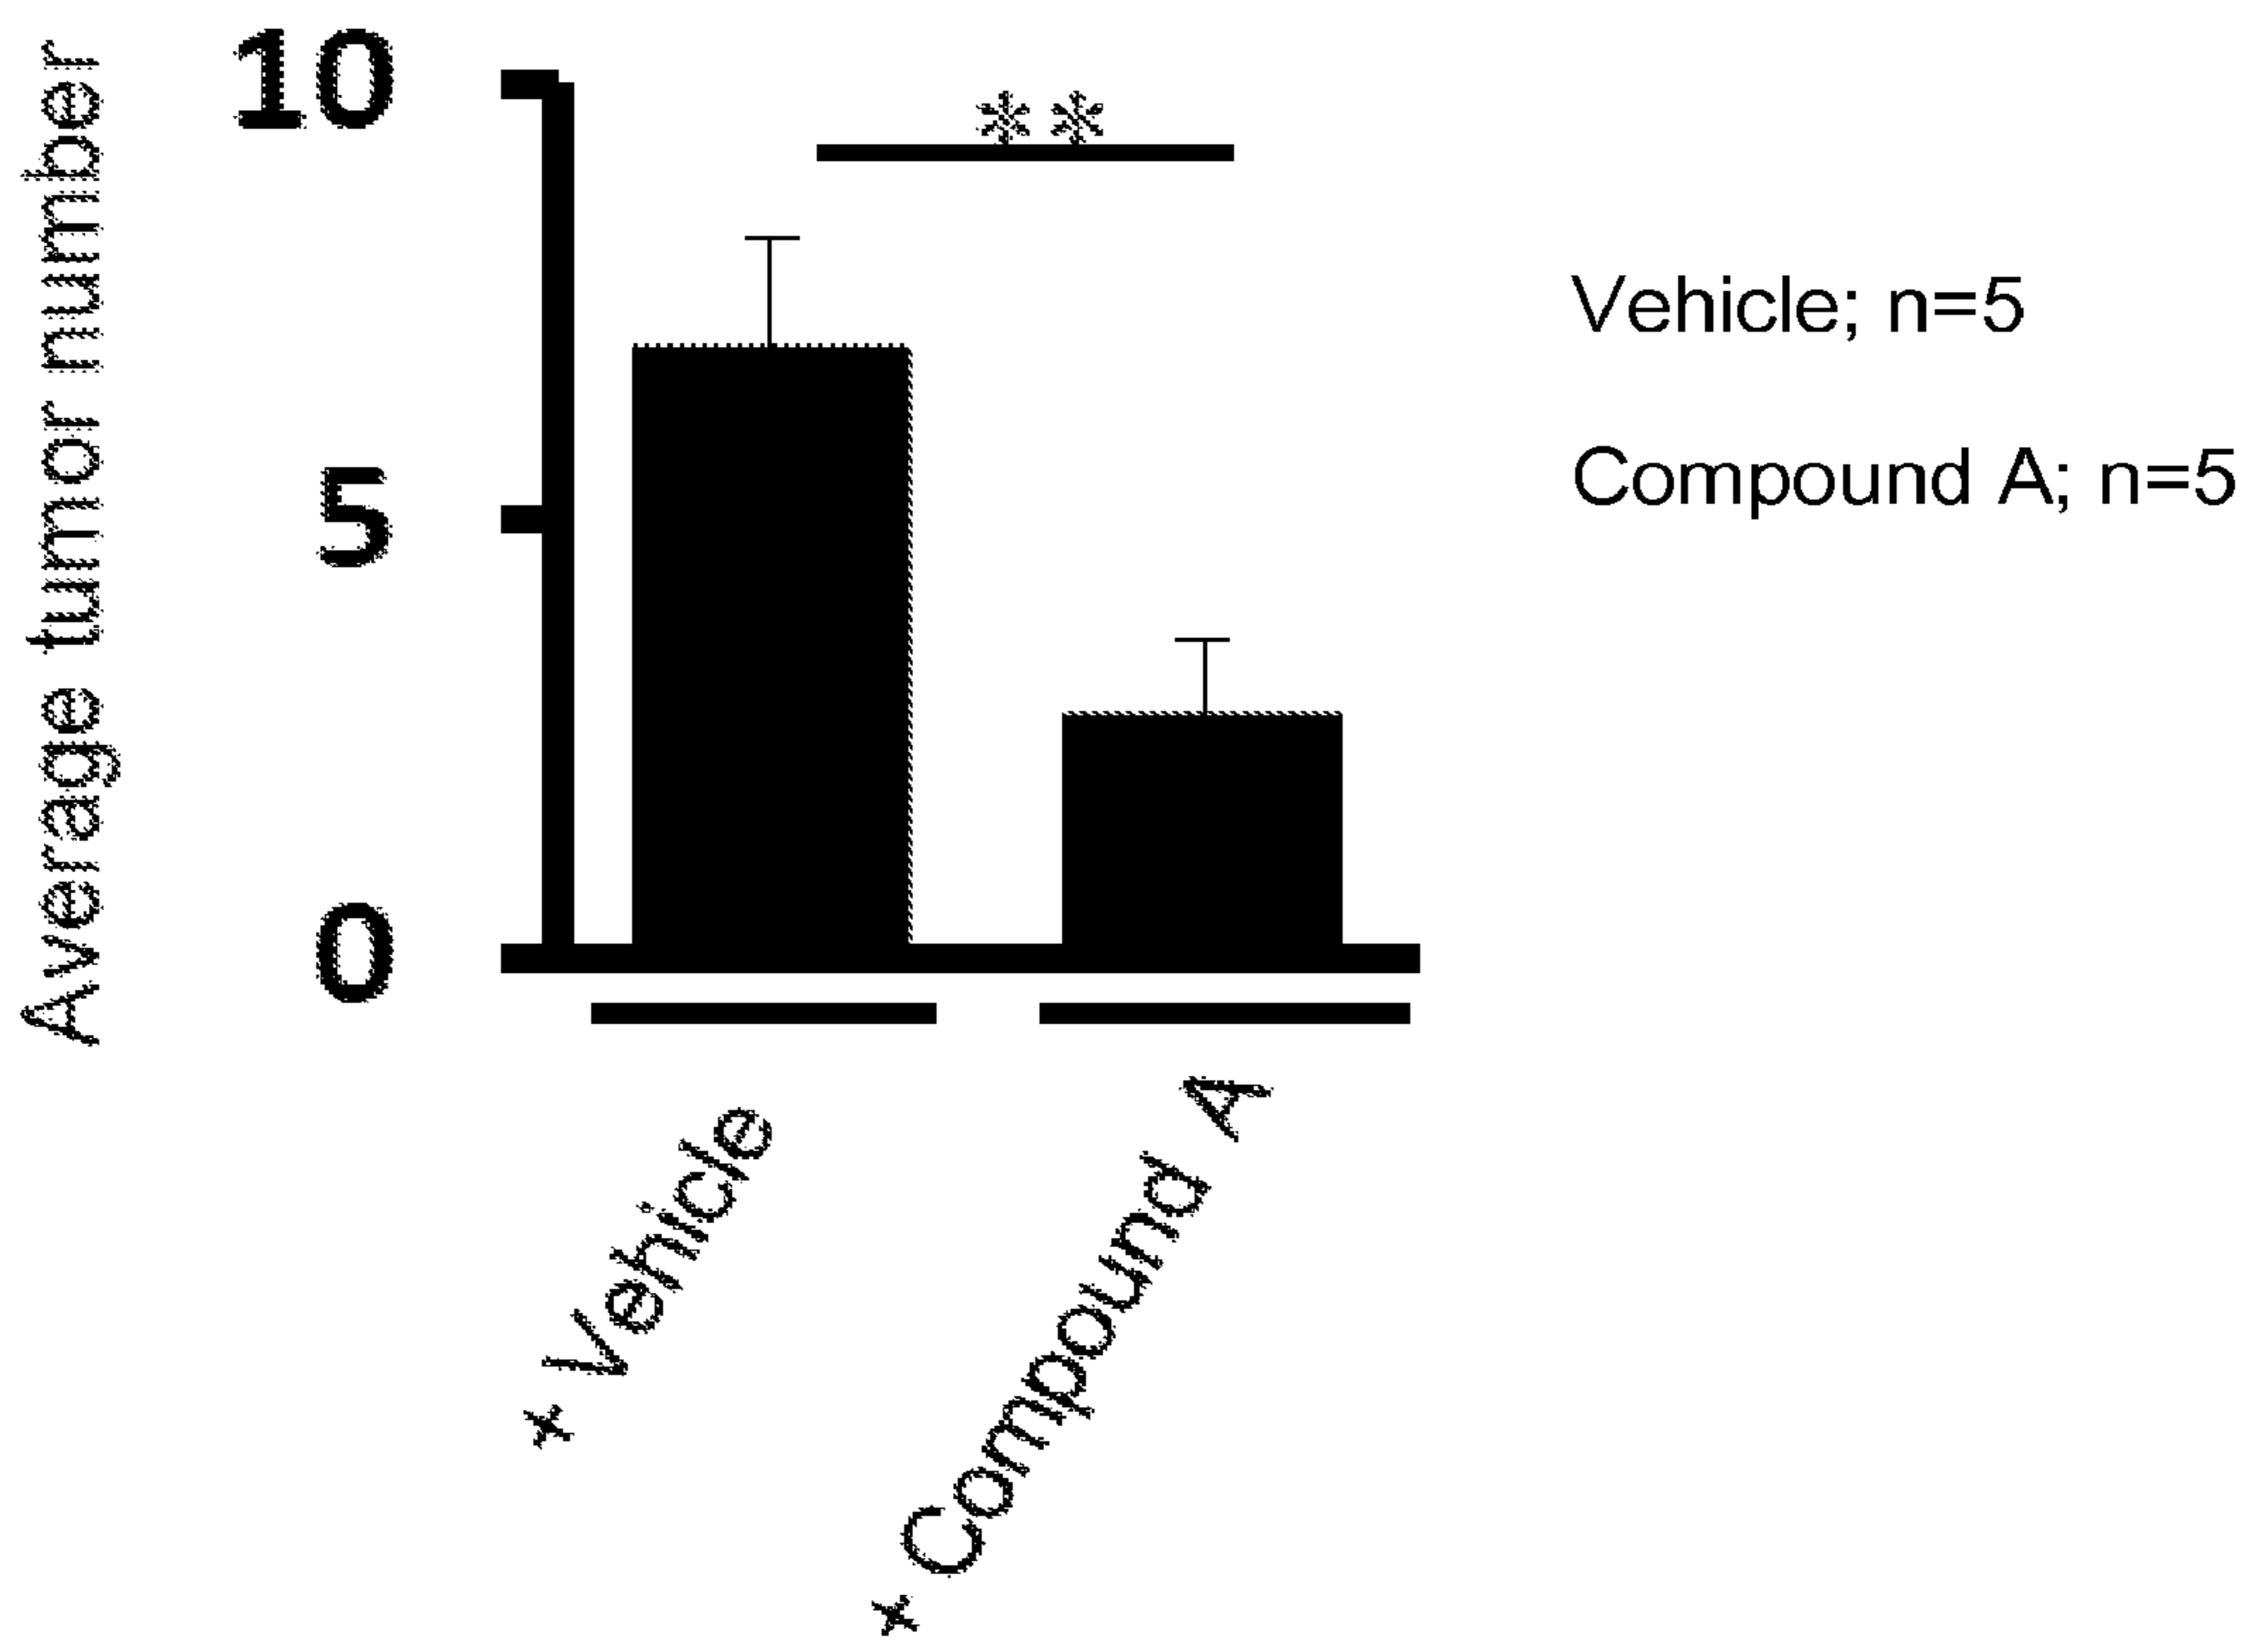 Average tumor number
10
5
0
**
Vehicle; n=5
Compound A; n=5
* Vehicle
* Compound A